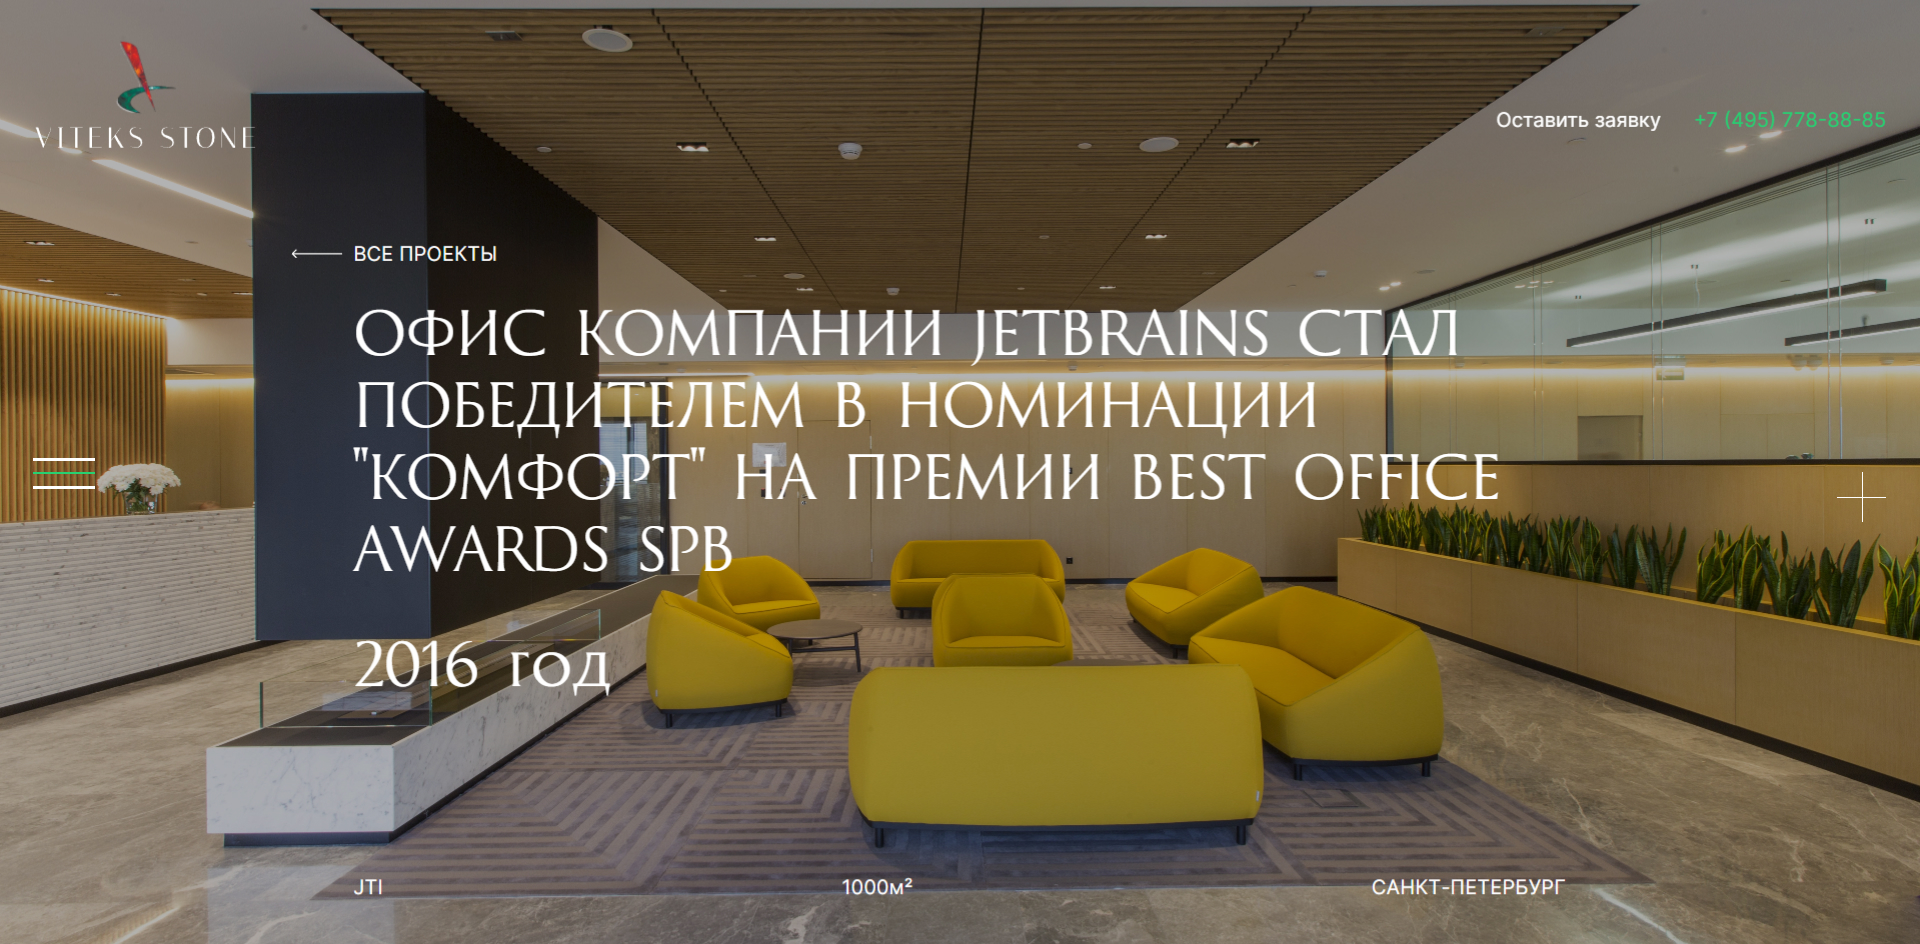 VITEKS STONE
Оставить заявку
+7 (495) 778-88-85
ВСЕ ПРОЕКТЫ
ОФИС КОМПАНИИ JETBRAINS СТАЛ
ПОБЕДИТЕЛЕМ В НОМИНАЦИИ
"КОМФОРТ" НА ПРЕМИИ BEST OFFICE
AWARDS SPB
2016 год
JTI
1000м²
САНКТ-ПЕТЕРБУРГ